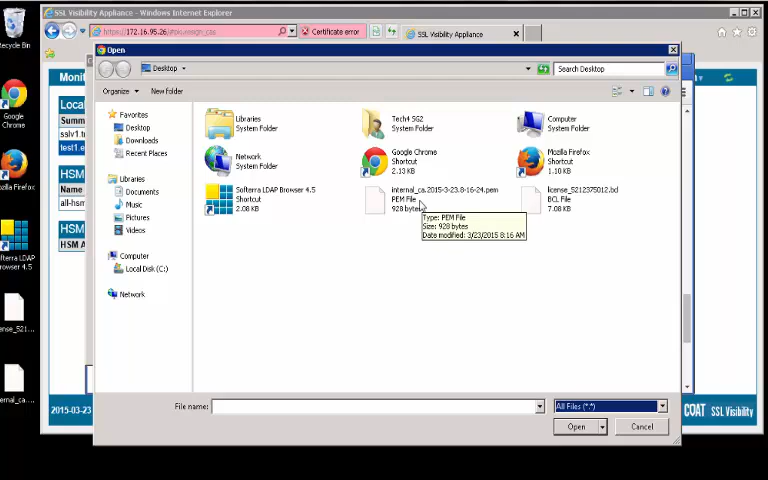 SSL Visibility Appliance - Windows Internet Explorer
Recycle Bin
https://172.16.95.26/
Certificate error
SSL Visibility Appliance
Open
Desktop
Search Desktop
Organize
New folder
Favorites
Desktop
Downloads
Recent Places
Libraries
Documents
Music
Pictures
Videos
Computer
Local Disk (C:)
Network
Libraries
System Folder
Tech4 SG2
System Folder
Computer
System Folder
Network
System Folder
Google Chrome
Shortcut
2.13 KB
Mozilla Firefox
Shortcut
1.10 KB
Softerra LDAP Browser 4.5
Shortcut
2.08 KB
internal_ca.2015-3-23.8-16-24.pem
PEM File
928 bytes
license_5212375012.bcl
BCL File
7.08 KB
Type: PEM File
Size: 928 bytes
Date modified: 3/23/2015 8:16 AM
File name:
All Files (*.*)
Open
Cancel
Google
Chrome
Mozilla Firefox
Softerra LDAP
Browser 4.5
ense_521...
ernal_ca....
Monit
Local
Summ
sslv1.t
test1.e
HSM
Name
all-hsm
HSM
HSM A
2015-03-23
COAT SSL Visibility